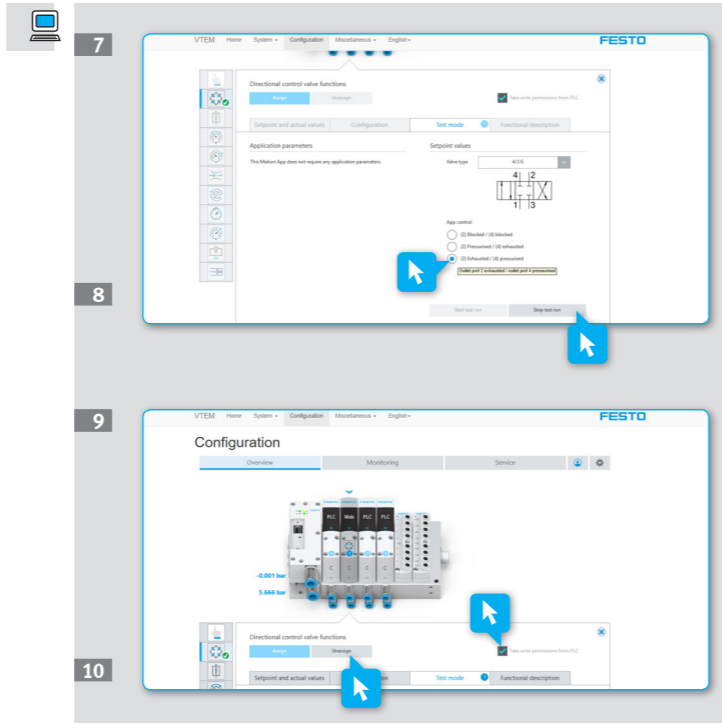 7
VTEM Home System Configuration Miscellaneous English
FESTO
Directional control valve functions
Assign Unassign Take write permissions from PLC
Setpoint and actual values Configuration Test mode Functional description
Application parameters Setpoint values
This Motion App does not require any application parameters. Valve type
4 2
1 3
App control:
(2) Blocked / (4) blocked
(2) Pressurised / (4) exhausted
(2) Exhausted / (4) pressurised
Outlet port 2 exhausted / outlet port 4 pressurised
8
Start test run Stop test run
9
VTEM Home System Configuration Miscellaneous English
FESTO
Configuration
Overview Monitoring Service
PLC Web PLC PLC
C C C C
-0.001 bar
5.666 bar
Directional control valve functions
Assign Unassign Take write permissions from PLC
10
Setpoint and actual values Test mode Functional description